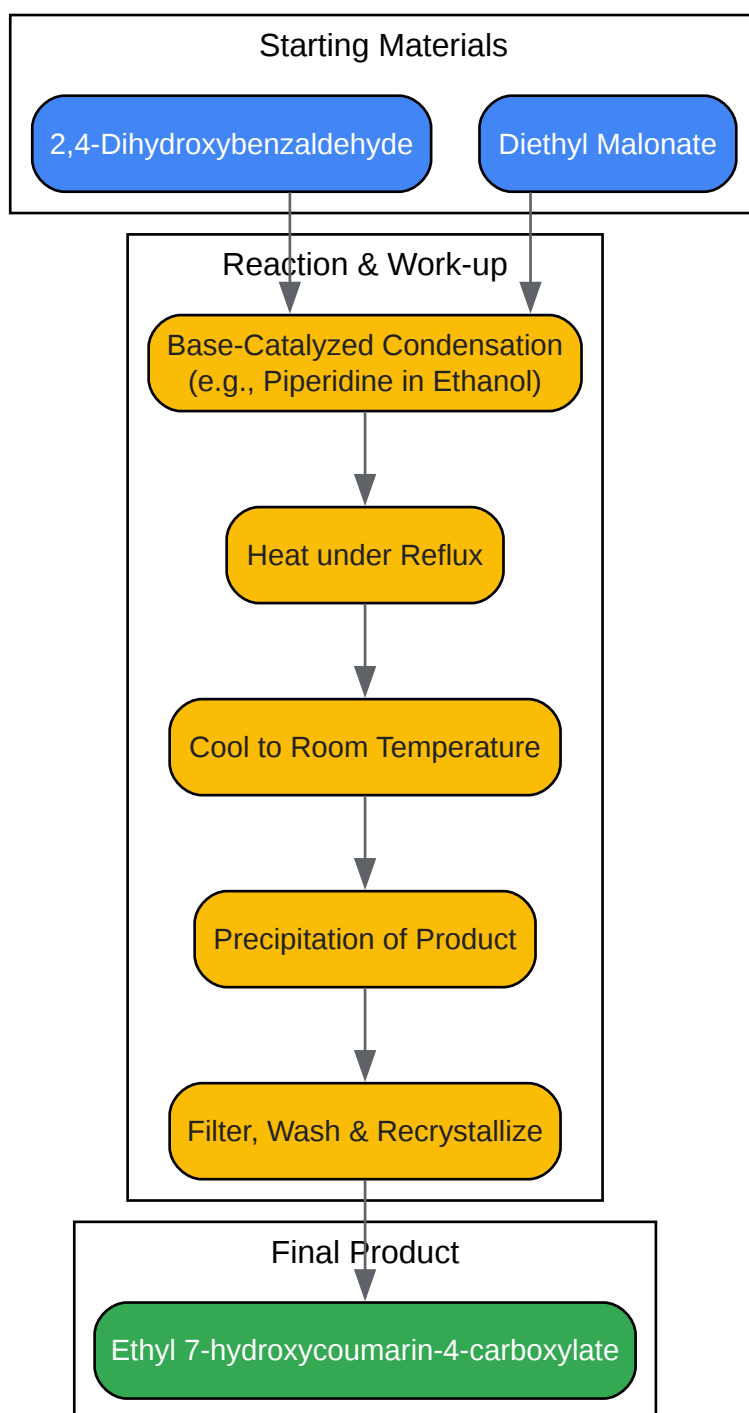 Starting Materials
2,4-Dihydroxybenzaldehyde
Diethyl Malonate
Reaction & Work-up
Base-Catalyzed Condensation
(e.g., Piperidine in Ethanol)
Heat under Reflux
Cool to Room Temperature
Precipitation of Product
Filter, Wash & Recrystallize
Final Product
Ethyl 7-hydroxycoumarin-4-carboxylate